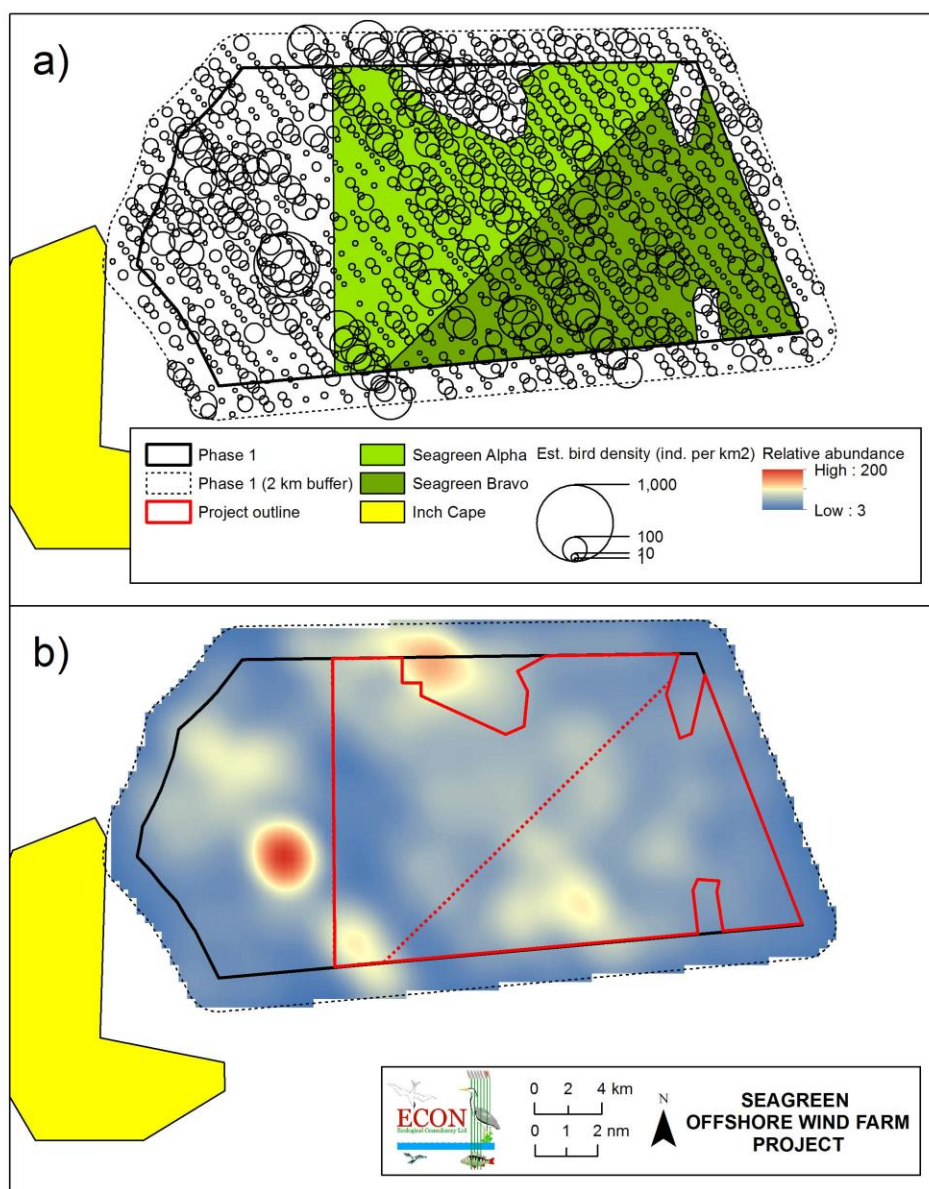 a)
Phase 1
Phase 1 (2 km buffer)
Project outline
Seagreen Alpha
Seagreen Bravo
Inch Cape
Est. bird density (ind. per km2)
1,000
100
10
1
Relative abundance
High : 200
Low : 3
b)
ECON
Ecological Consultancy Ltd
0 2 4 km
0 1 2 nm
N
SEAGREEN
OFFSHORE WIND FARM
PROJECT